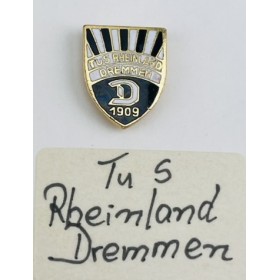 TUS RHEINLAND
DREMMEN
D
1909
Tu S
Rheinland
Dremmen